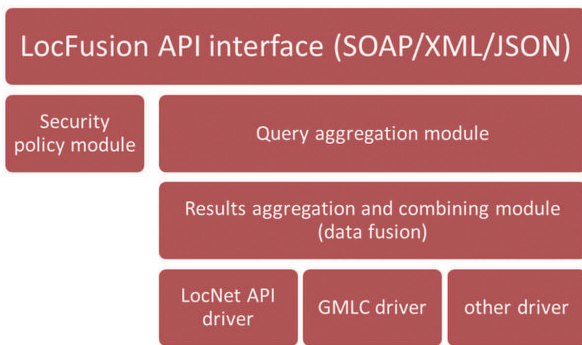 LocFusion API interface (SOAP/XML/JSON)
Security
policy module
Query aggregation module
Results aggregation and combining module
(data fusion)
LocNet API
driver
GMLC driver
other driver